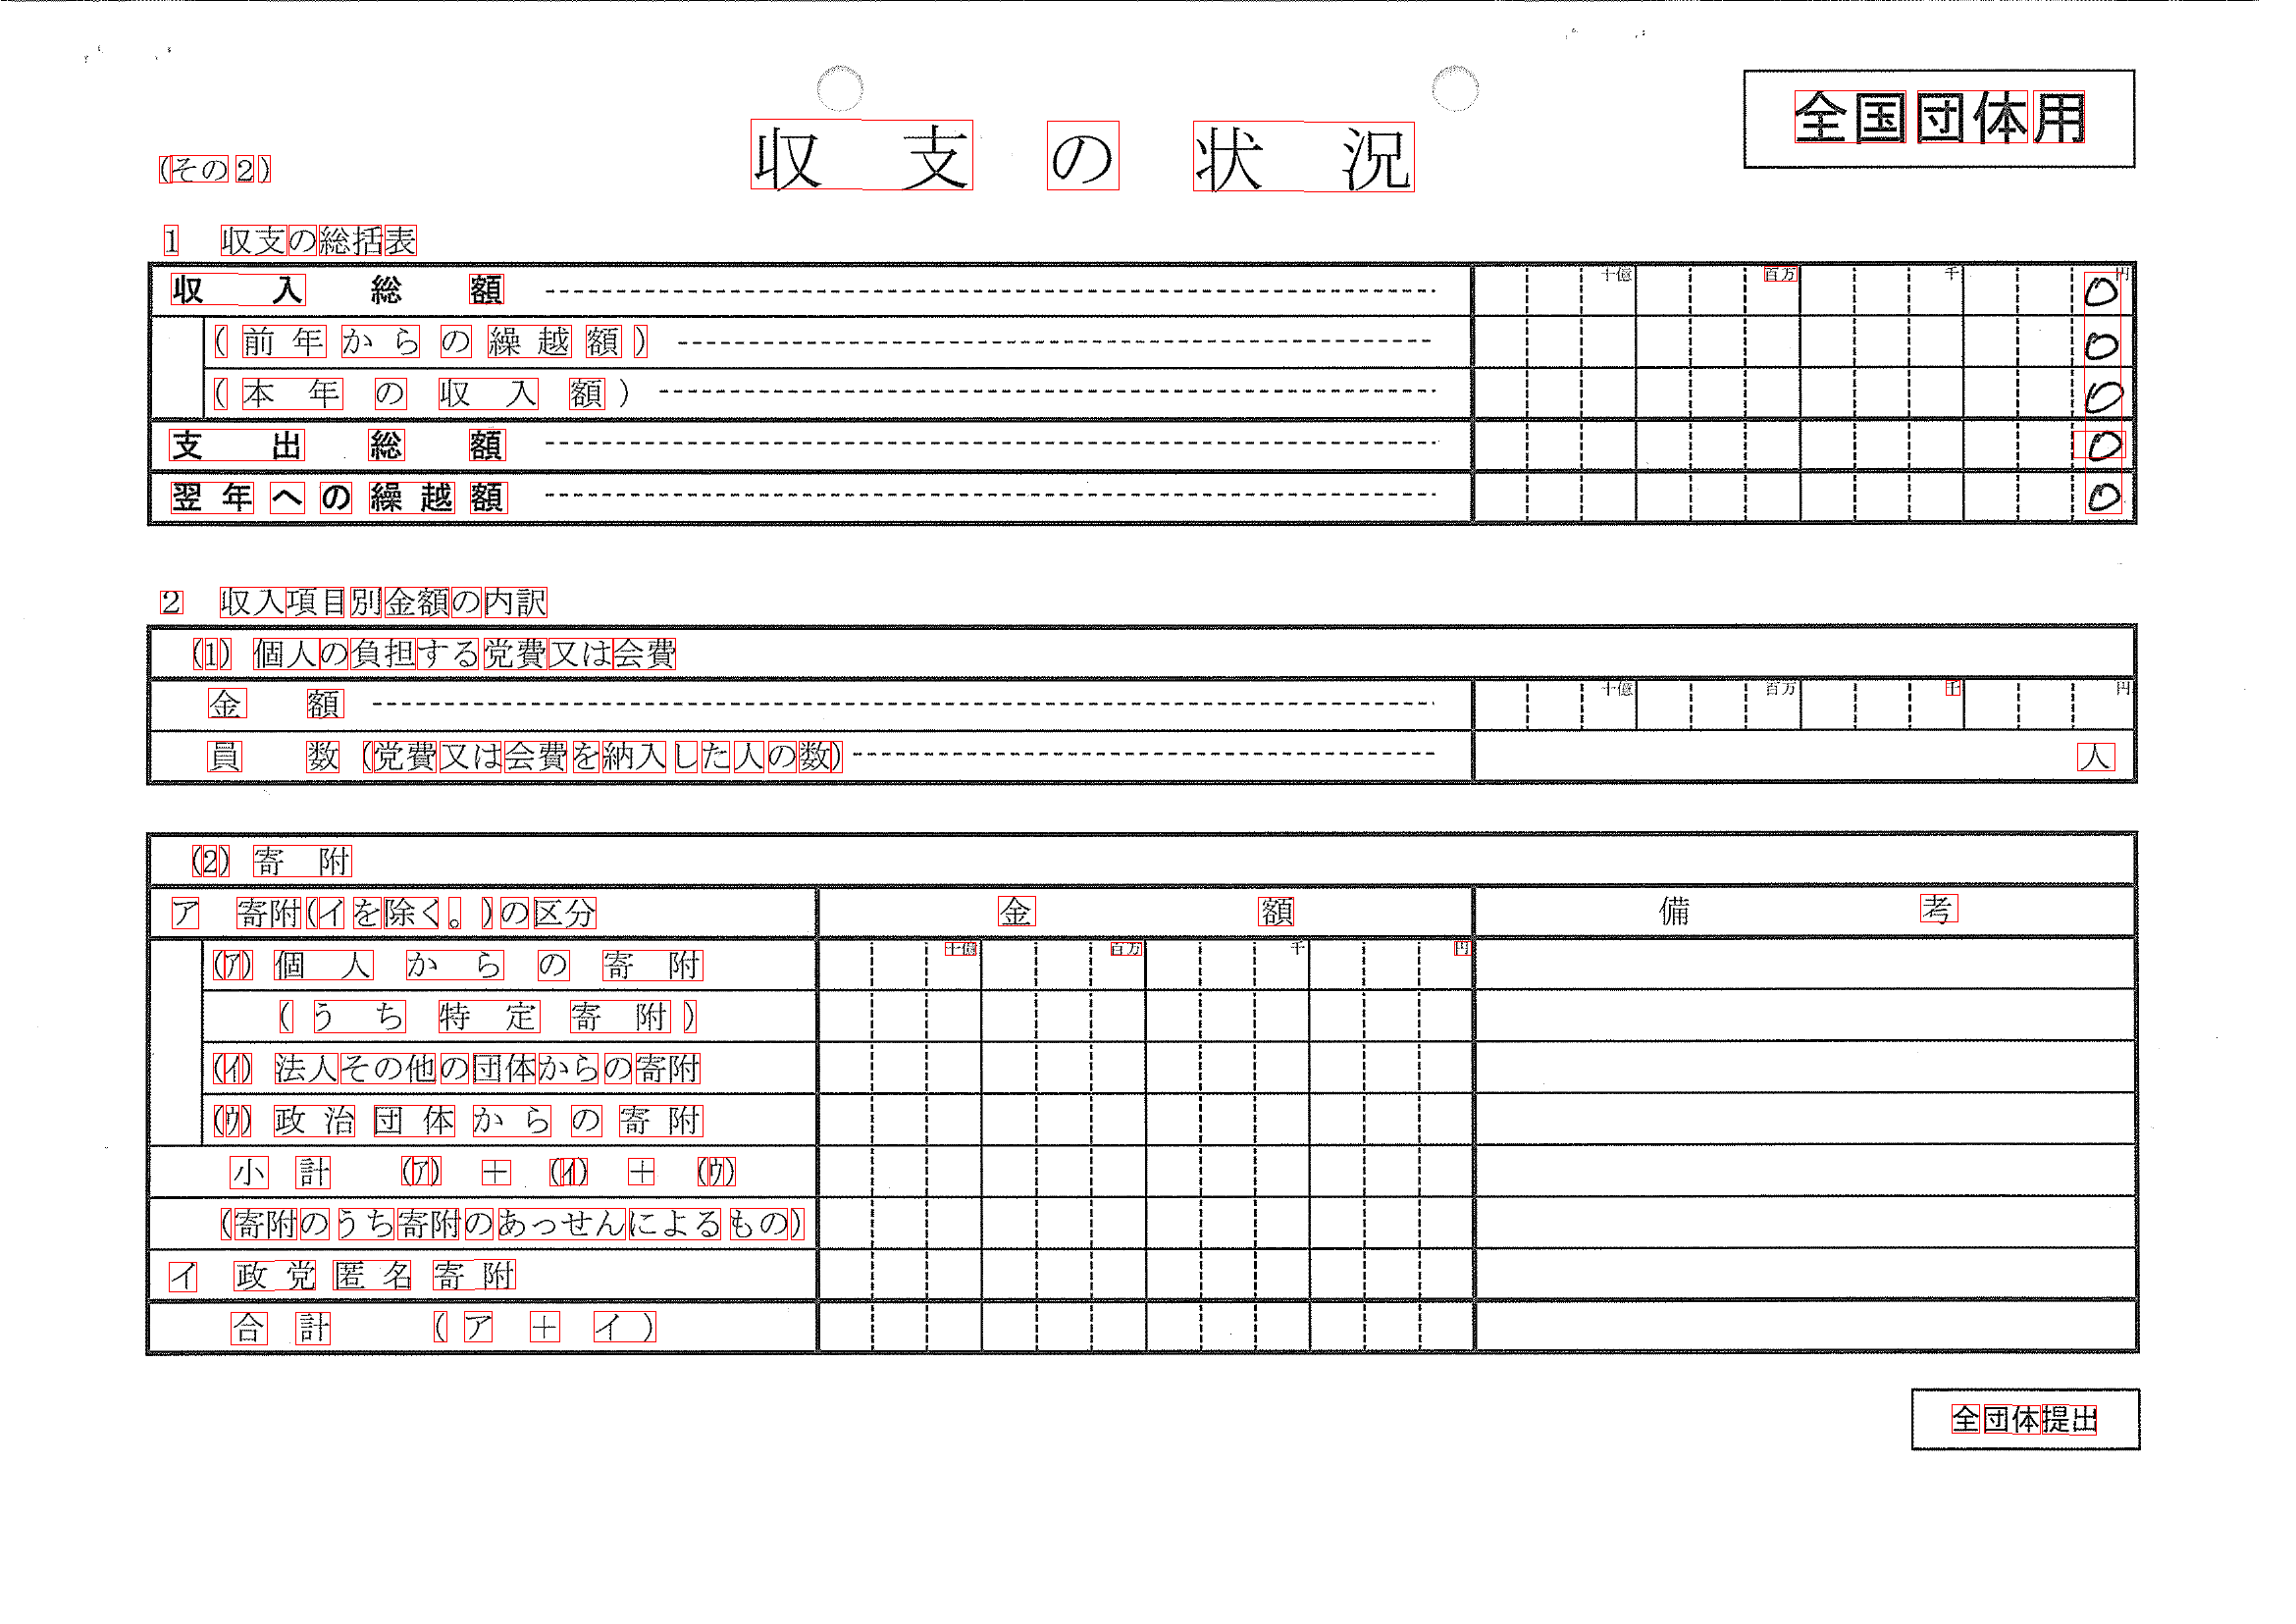 全国団体用
収支の状況
(その2)
1 収支の総括表
十億 百万 千 円
収入総額 0
(前年からの繰越額) 0
(本年の収入額) 0
支出総額 0
翌年への繰越額 0
2 収入項目別金額の内訳
(1) 個人の負担する党費又は会費
十億 百万 千 円
金額
員数 (党費又は会費を納入した人の数) 人
(2) 寄附
ア 寄附(イを除く。)の区分 金額 備考
十億 百万 千 円
(ア) 個人からの寄附
(うち特定寄附)
(イ) 法人その他の団体からの寄附
(ウ) 政治団体からの寄附
小計 (ア) + (イ) + (ウ)
(寄附のうち寄附のあっせんによるもの)
イ 政党匿名寄附
合計 (ア + イ)
全団体提出